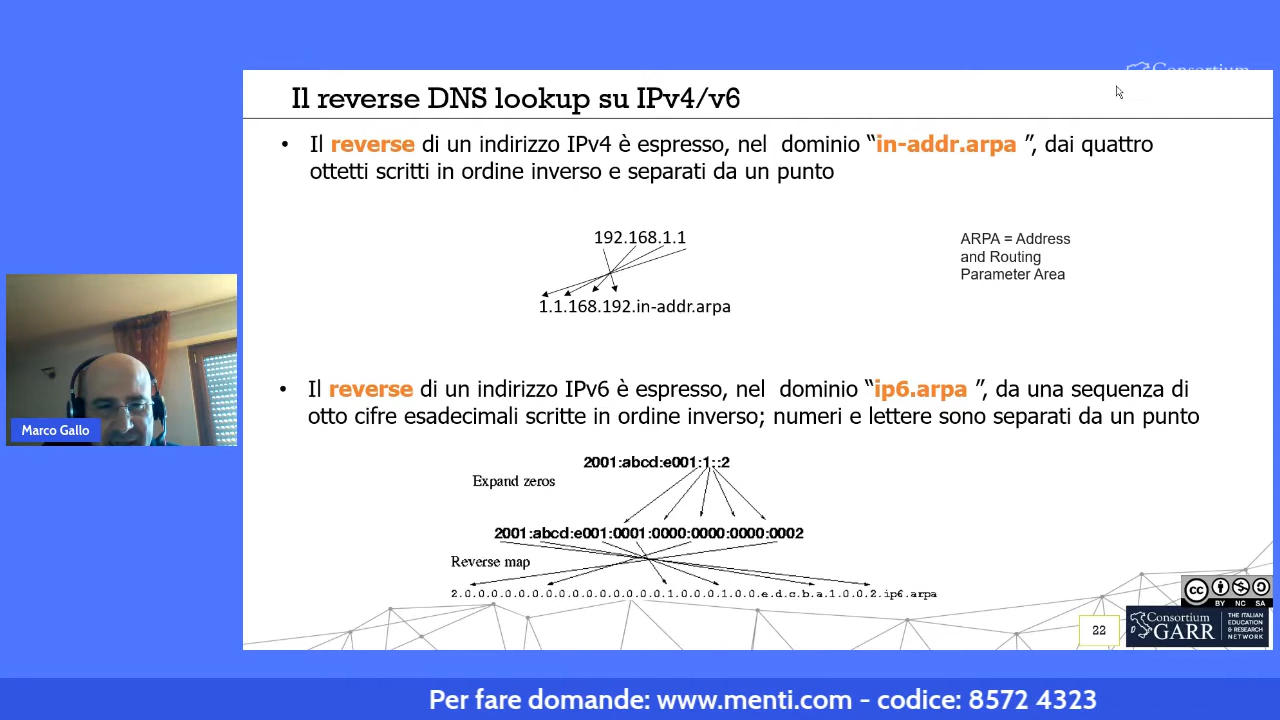 Consortium
Il reverse DNS lookup su IPv4/v6
• Il reverse di un indirizzo IPv4 è espresso, nel dominio “in-addr.arpa ”, dai quattro
ottetti scritti in ordine inverso e separati da un punto
192.168.1.1
ARPA = Address
and Routing
Parameter Area
1.1.168.192.in-addr.arpa
• Il reverse di un indirizzo IPv6 è espresso, nel dominio “ip6.arpa ”, da una sequenza di
otto cifre esadecimali scritte in ordine inverso; numeri e lettere sono separati da un punto
Marco Gallo
2001:abcd:e001:1::2
Expand zeros
2001:abcd:e001:0001:0000:0000:0000:0002
Reverse map
2.0.0.0.0.0.0.0.0.0.0.0.0.0.0.0.1.0.0.0.1.0.0.e.d.c.b.a.1.0.0.2.ip6.arpa
cc
BY NC SA
22
Consortium
GARR
THE ITALIAN
EDUCATION
& RESEARCH
NETWORK
Per fare domande: www.menti.com - codice: 8572 4323